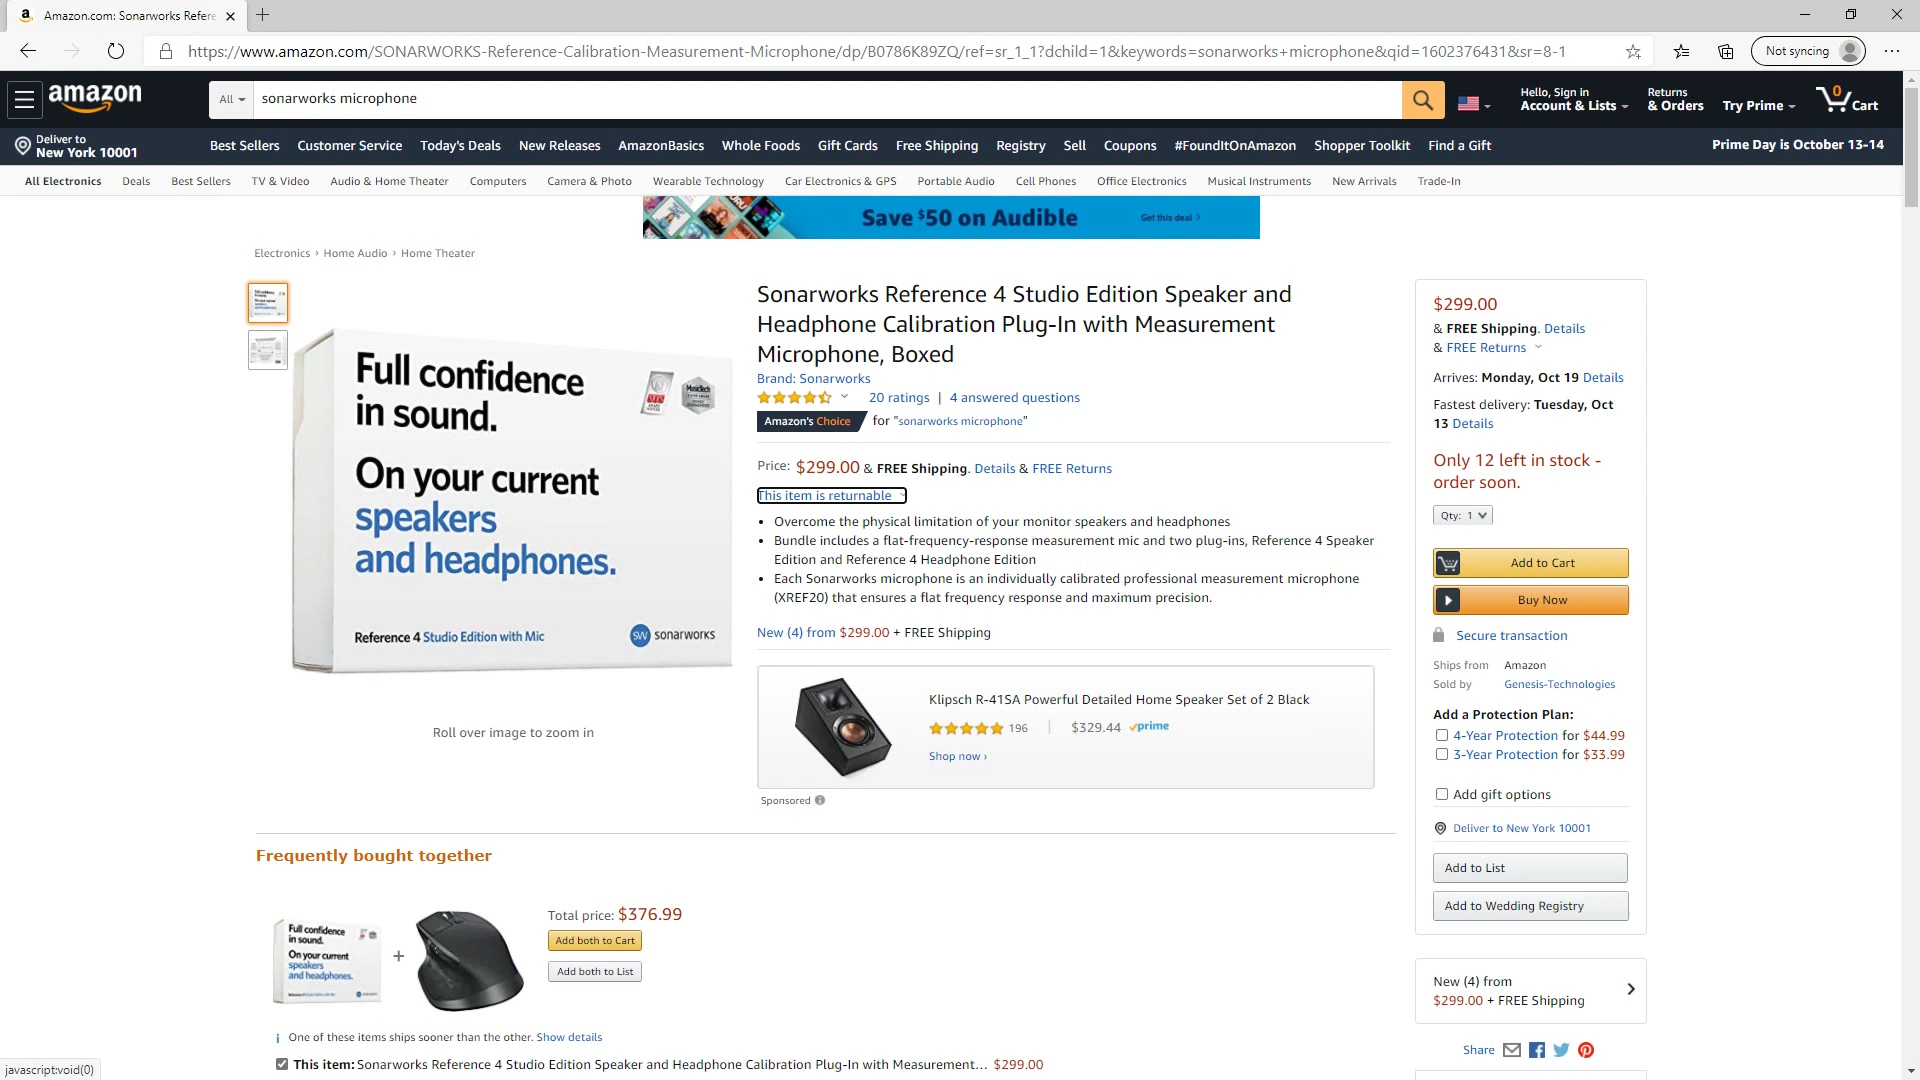 Amazon.com: Sonarworks Refere
https://www.amazon.com/SONARWORKS-Reference-Calibration-Measurement-Microphone/dp/B0786K89ZQ/ref=sr_1_1?dchild=1&keywords=sonarworks+microphone&qid=1602376431&sr=8-1
Not syncing
amazon
All
sonarworks microphone
Hello, Sign in
Account & Lists
Returns
& Orders
Try Prime
0
Cart
Deliver to
New York 10001
Best Sellers Customer Service Today's Deals New Releases AmazonBasics Whole Foods Gift Cards Free Shipping Registry Sell Coupons #FoundItOnAmazon Shopper Toolkit Find a Gift
Prime Day is October 13-14
All Electronics Deals Best Sellers TV & Video Audio & Home Theater Computers Camera & Photo Wearable Technology Car Electronics & GPS Portable Audio Cell Phones Office Electronics Musical Instruments New Arrivals Trade-In
Save $50 on Audible Get this deal ›
Electronics › Home Audio › Home Theater
Full confidence
in sound.
On your current
speakers
and headphones.
SOS
MusicTech
Reference 4 Studio Edition with Mic
SW sonarworks
Roll over image to zoom in
Sonarworks Reference 4 Studio Edition Speaker and
Headphone Calibration Plug-In with Measurement
Microphone, Boxed
Brand: Sonarworks
20 ratings | 4 answered questions
Amazon's Choice for "sonarworks microphone"
Price: $299.00 & FREE Shipping. Details & FREE Returns
This item is returnable
• Overcome the physical limitation of your monitor speakers and headphones
• Bundle includes a flat-frequency-response measurement mic and two plug-ins, Reference 4 Speaker
Edition and Reference 4 Headphone Edition
• Each Sonarworks microphone is an individually calibrated professional measurement microphone
(XREF20) that ensures a flat frequency response and maximum precision.
New (4) from $299.00 + FREE Shipping
Klipsch R-41SA Powerful Detailed Home Speaker Set of 2 Black
196 | $329.44 prime
Shop now ›
Sponsored
$299.00
& FREE Shipping. Details
& FREE Returns
Arrives: Monday, Oct 19 Details
Fastest delivery: Tuesday, Oct
13 Details
Only 12 left in stock -
order soon.
Qty: 1
Add to Cart
Buy Now
Secure transaction
Ships from Amazon
Sold by Genesis-Technologies
Add a Protection Plan:
4-Year Protection for $44.99
3-Year Protection for $33.99
Add gift options
Deliver to New York 10001
Add to List
Add to Wedding Registry
New (4) from
$299.00 + FREE Shipping
Share
Frequently bought together
Full confidence
in sound.
On your current
speakers
and headphones.
+
Total price: $376.99
Add both to Cart
Add both to List
One of these items ships sooner than the other. Show details
This item: Sonarworks Reference 4 Studio Edition Speaker and Headphone Calibration Plug-In with Measurement... $299.00
javascript:void(0)